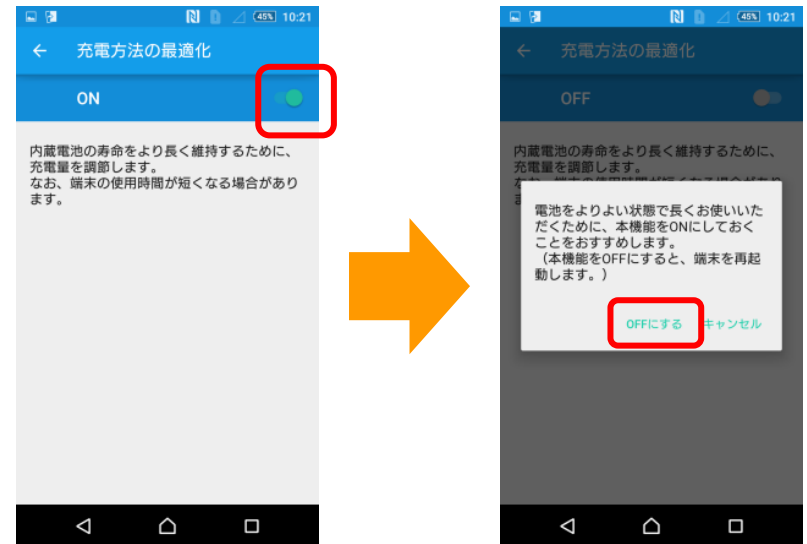 45% 10:21
充電方法の最適化
ON
内蔵電池の寿命をより長く維持するために、
充電量を調節します。
なお、端末の使用時間が短くなる場合があり
ます。
45% 10:21
充電方法の最適化
OFF
内蔵電池の寿命をより長く維持するために、
充電量を調節します。
電池をよりよい状態で長くお使いいた
だくために、本機能をONにしておく
ことをおすすめします。
（本機能をOFFにすると、端末を再起
動します。）
OFFにする キャンセル